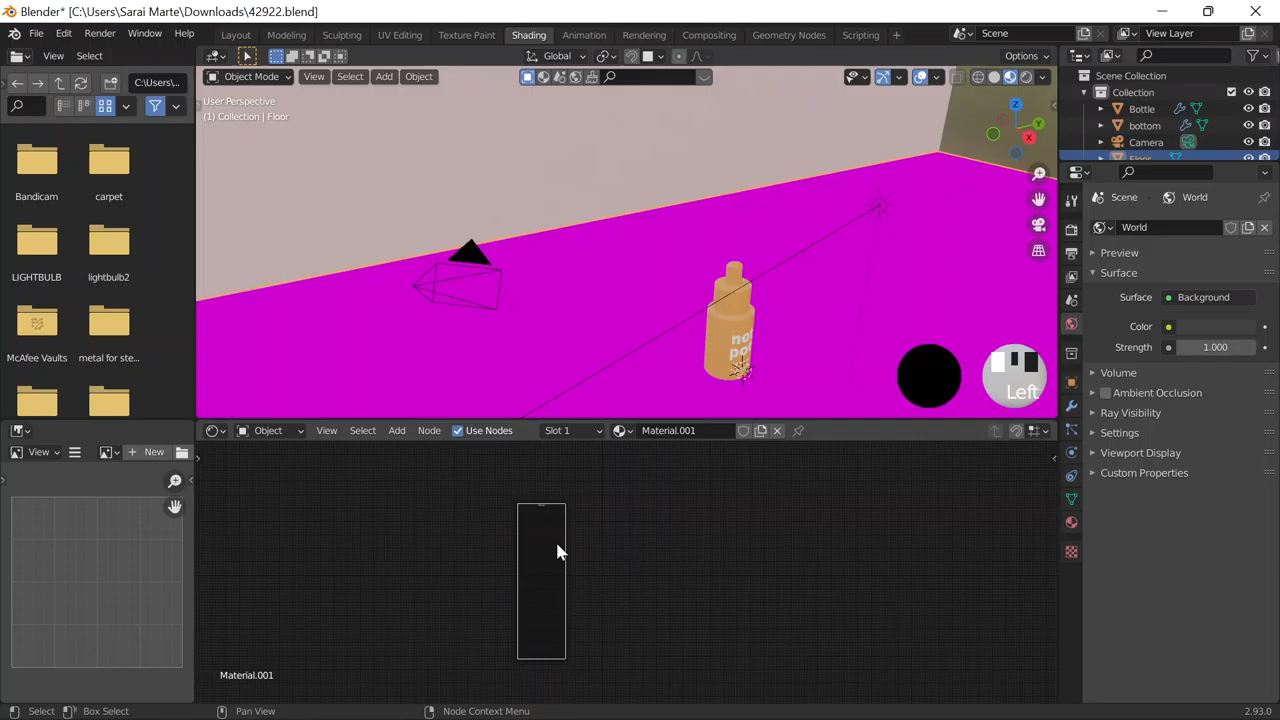 Blender* [C:\Users\Sarai Marte\Downloads\42922.blend]
File Edit Render Window Help
Layout Modeling Sculpting UV Editing Texture Paint Shading Animation Rendering Compositing Geometry Nodes Scripting
Scene View Layer
View Select
Global Options
C:\Users\...
Object Mode View Select Add Object
User Perspective
(1) Collection | Floor
Scene Collection
Collection
Bottle
bottom
Camera
X
Y
Z
Bandicam
carpet
LIGHTBULB
lightbulb2
McAfee Vaults
metal for ste...
Scene World
World
Preview
Surface
Surface Background
Color
Strength 1.000
Volume
Ambient Occlusion
Ray Visibility
Settings
Viewport Display
Custom Properties
not
po
Left
View New
Object View Select Add Node Use Nodes Slot 1 Material.001
Material.001
Select Box Select Pan View Node Context Menu 2.93.0